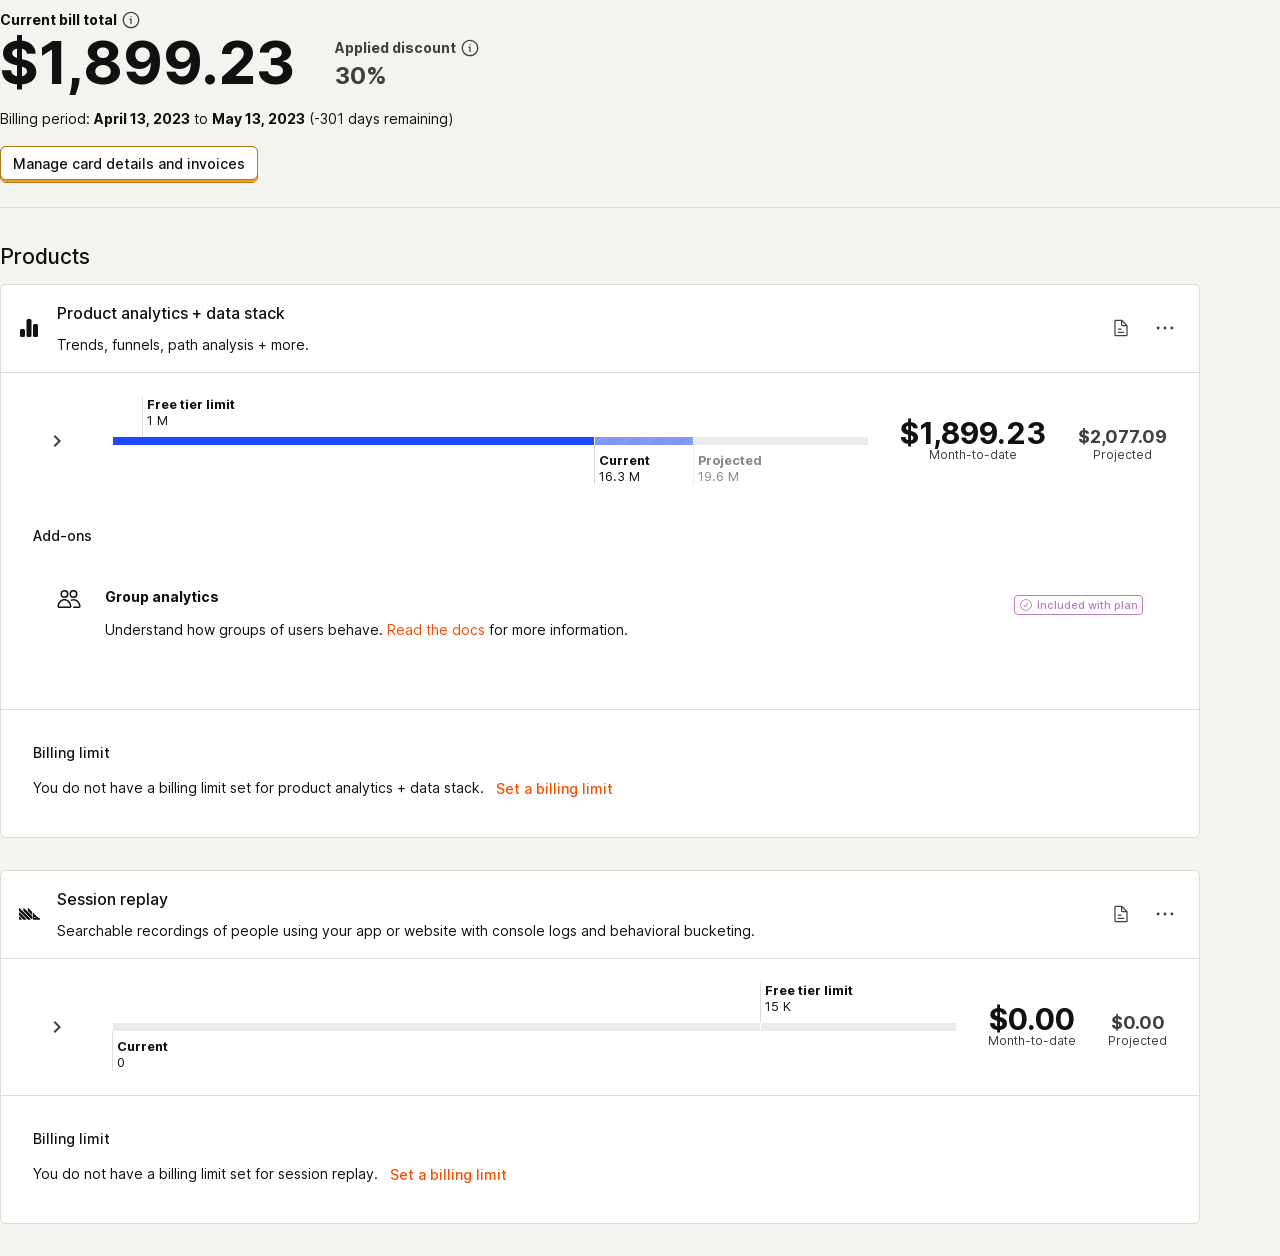 Current bill total
$1,899.23
Applied discount
30%
Billing period: April 13, 2023 to May 13, 2023 (-301 days remaining)
Manage card details and invoices
Products
Product analytics + data stack
Trends, funnels, path analysis + more.
Free tier limit
1 M
Current
16.3 M
Projected
19.6 M
$1,899.23
Month-to-date
$2,077.09
Projected
Add-ons
Group analytics
Included with plan
Understand how groups of users behave. Read the docs for more information.
Billing limit
You do not have a billing limit set for product analytics + data stack. Set a billing limit
Session replay
Searchable recordings of people using your app or website with console logs and behavioral bucketing.
Free tier limit
15 K
Current
0
$0.00
Month-to-date
$0.00
Projected
Billing limit
You do not have a billing limit set for session replay. Set a billing limit